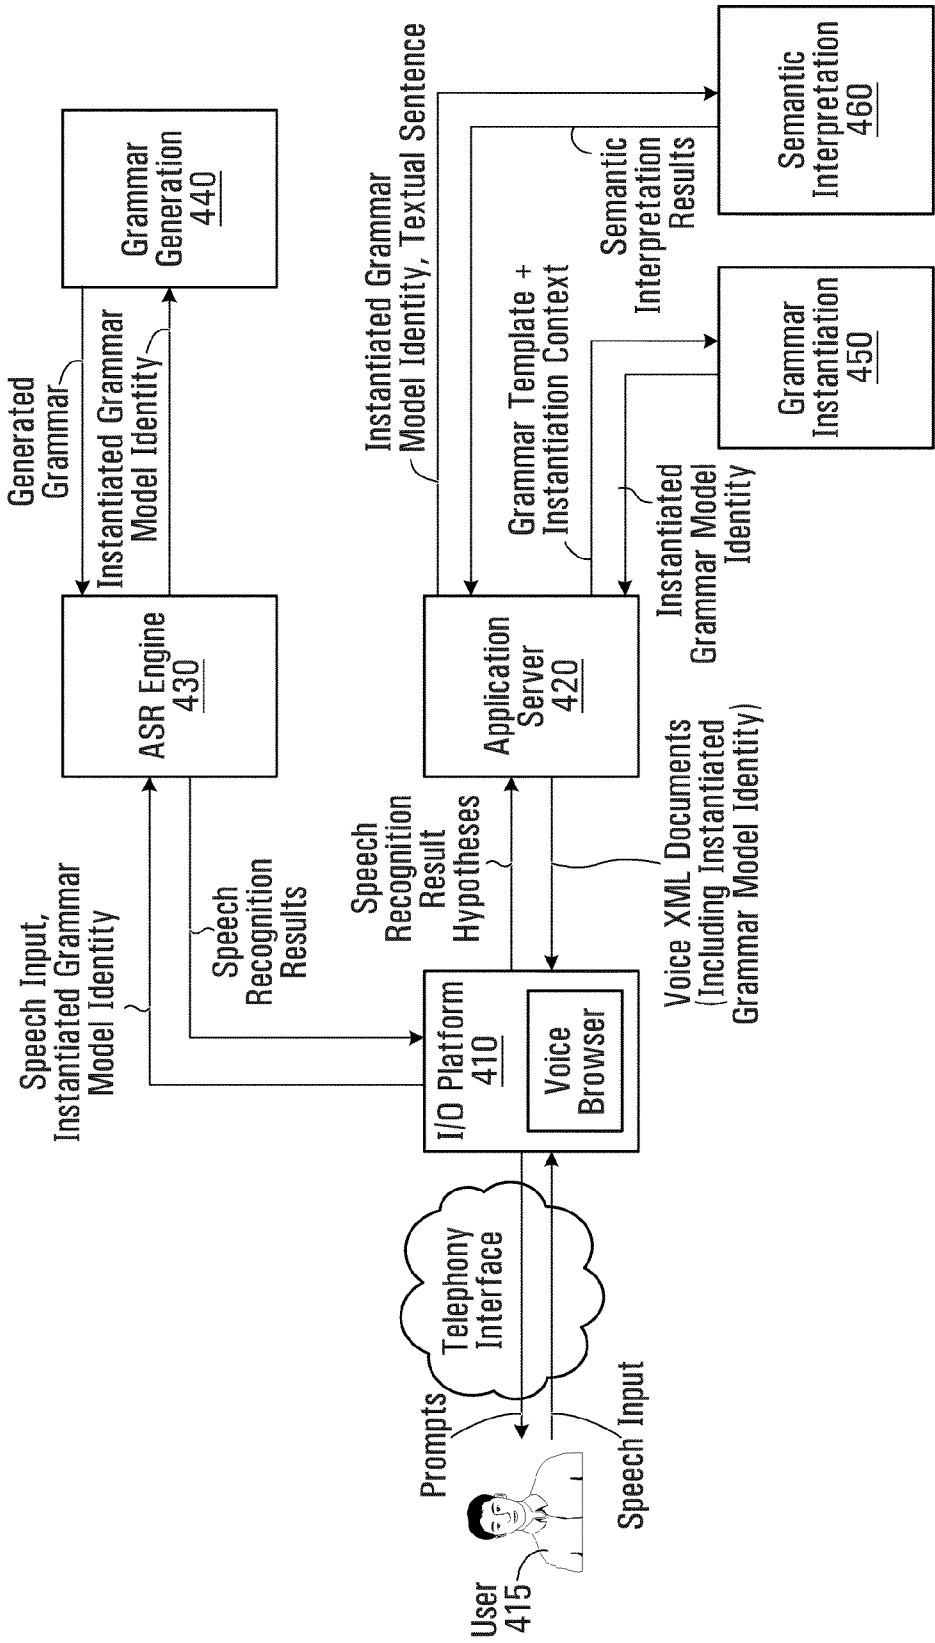 User
415
Prompts
Speech Input
Telephony
Interface
I/O Platform
410
Voice
Browser
Speech Input,
Instantiated Grammar
Model Identity
Speech
Recognition
Results
Speech
Recognition
Result
Hypotheses
Voice XML Documents
(Including Instantiated
Grammar Model Identity)
ASR Engine
430
Application
Server
420
Generated
Grammar
Instantiated Grammar
Model Identity
Instantiated Grammar
Model Identity, Textual Sentence
Grammar Template +
Instantiation Context
Semantic
Interpretation
Results
Instantiated
Grammar Model
Identity
Grammar
Generation
440
Grammar
Instantiation
450
Semantic
Interpretation
460